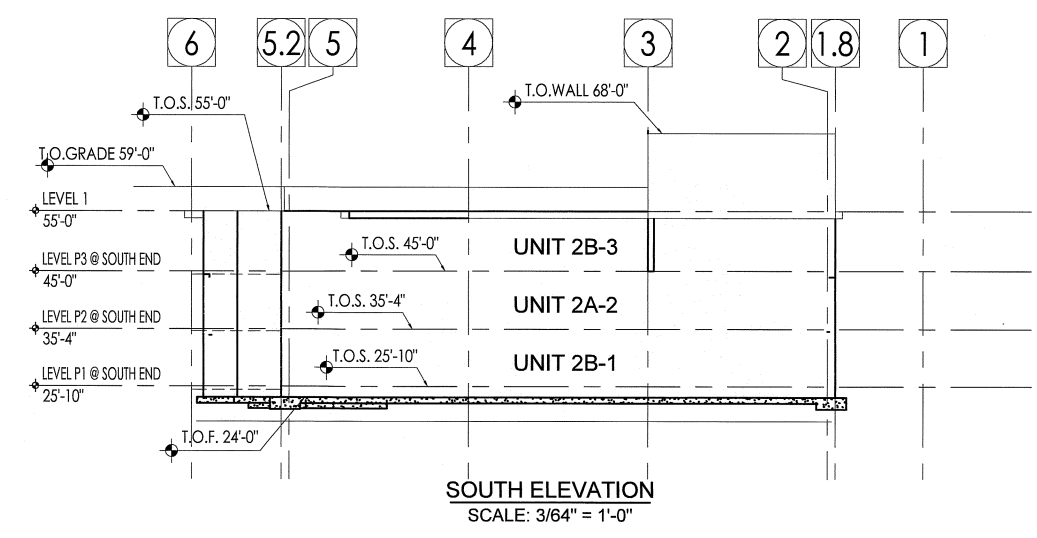 6 5.2 5 4 3 2 1.8 1
T.O.S. 55'-0"
T.O.WALL 68'-0"
T.O.GRADE 59'-0"
LEVEL 1
55'-0"
T.O.S. 45'-0"
UNIT 2B-3
LEVEL P3 @ SOUTH END
45'-0"
T.O.S. 35'-4"
UNIT 2A-2
LEVEL P2 @ SOUTH END
35'-4"
T.O.S. 25'-10"
UNIT 2B-1
LEVEL P1 @ SOUTH END
25'-10"
T.O.F. 24'-0"
SOUTH ELEVATION
SCALE: 3/64" = 1'-0"